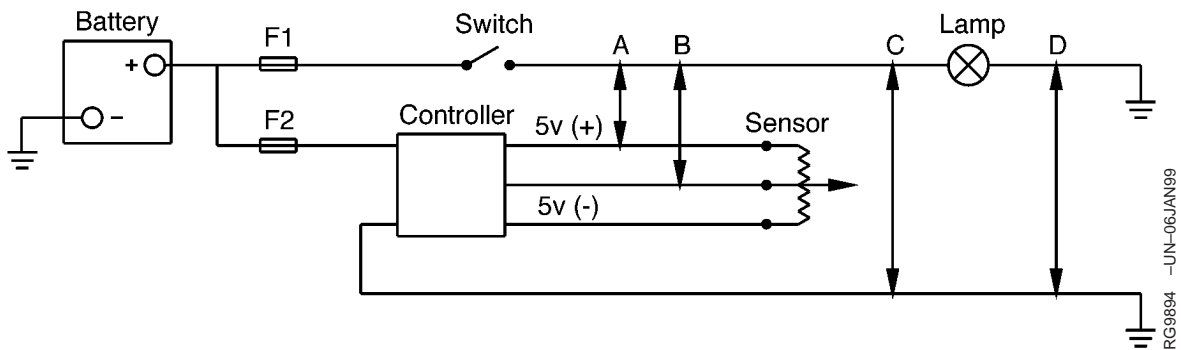 Battery
F1
Switch
A
B
C
Lamp
D
+
-
F2
Controller
5v (+)
Sensor
5v (-)
RG9894 –UN–06JAN99